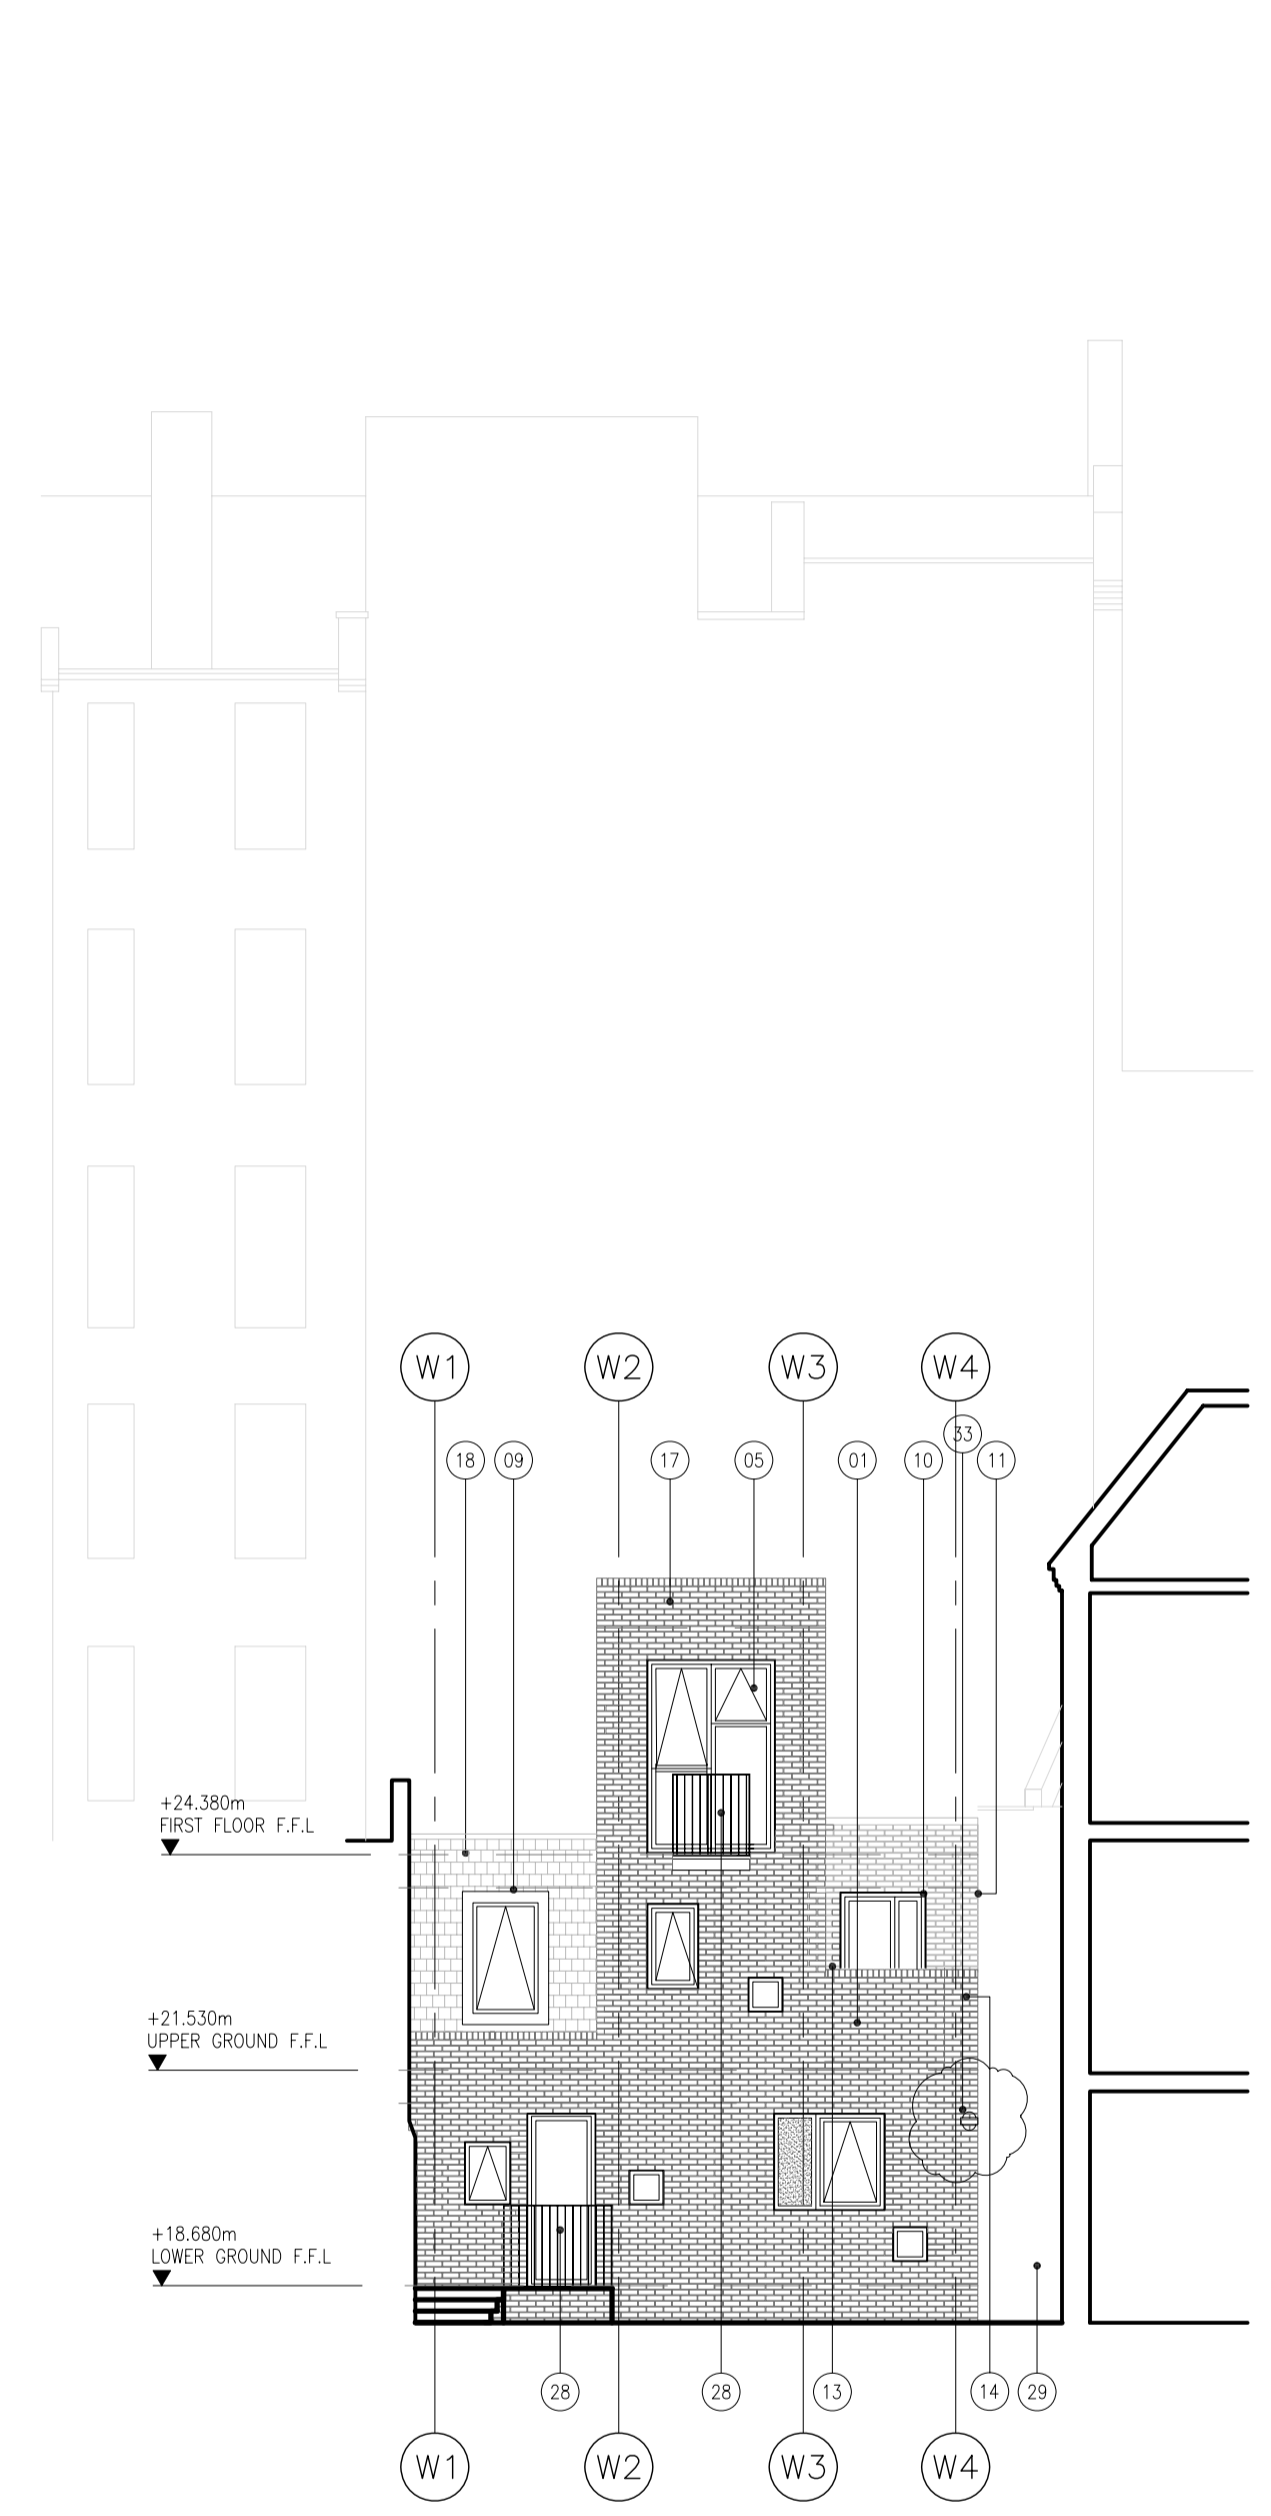 W1 W2 W3 W4
33
18 09 17 05 01 10 11
+24.380m
FIRST FLOOR F.F.L
+21.530m
UPPER GROUND F.F.L
+18.680m
LOWER GROUND F.F.L
28 28 13 14 29
W1 W2 W3 W4